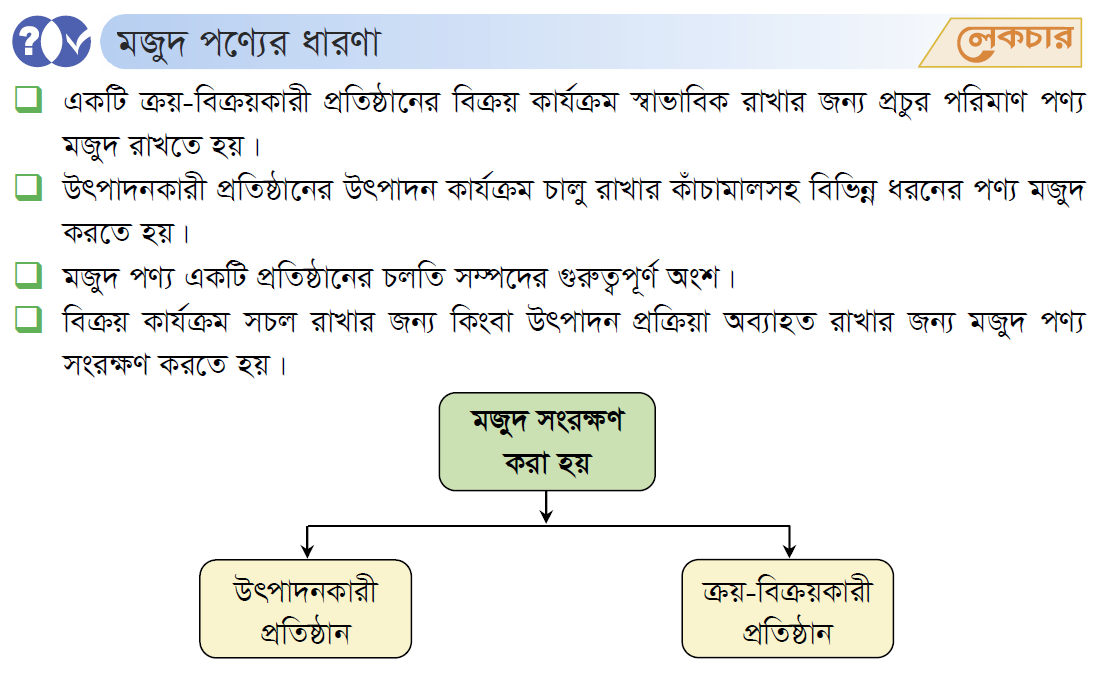 মজুদ পণ্যের ধারণা
লেকচার
একটি ক্রয়-বিক্রয়কারী প্রতিষ্ঠানের বিক্রয় কার্যক্রম স্বাভাবিক রাখার জন্য প্রচুর পরিমাণ পণ্য
মজুদ রাখতে হয়।
উৎপাদনকারী প্রতিষ্ঠানের উৎপাদন কার্যক্রম চালু রাখার কাঁচামালসহ বিভিন্ন ধরনের পণ্য মজুদ
করতে হয়।
মজুদ পণ্য একটি প্রতিষ্ঠানের চলতি সম্পদের গুরুত্বপূর্ণ অংশ।
বিক্রয় কার্যক্রম সচল রাখার জন্য কিংবা উৎপাদন প্রক্রিয়া অব্যাহত রাখার জন্য মজুদ পণ্য
সংরক্ষণ করতে হয়।
মজুদ সংরক্ষণ
করা হয়
উৎপাদনকারী
প্রতিষ্ঠান
ক্রয়-বিক্রয়কারী
প্রতিষ্ঠান